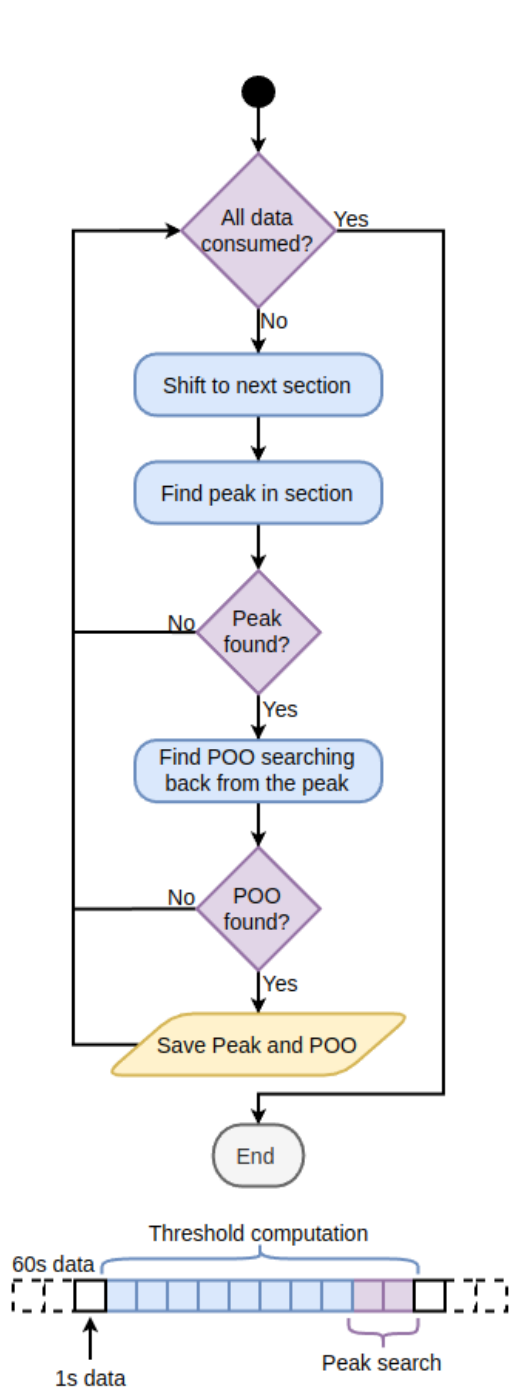 All data
consumed?
Yes
No
Shift to next section
Find peak in section
Peak
found?
No
Yes
Find POO searching
back from the peak
POO
found?
No
Yes
Save Peak and POO
End
Threshold computation
60s data
1s data
Peak search